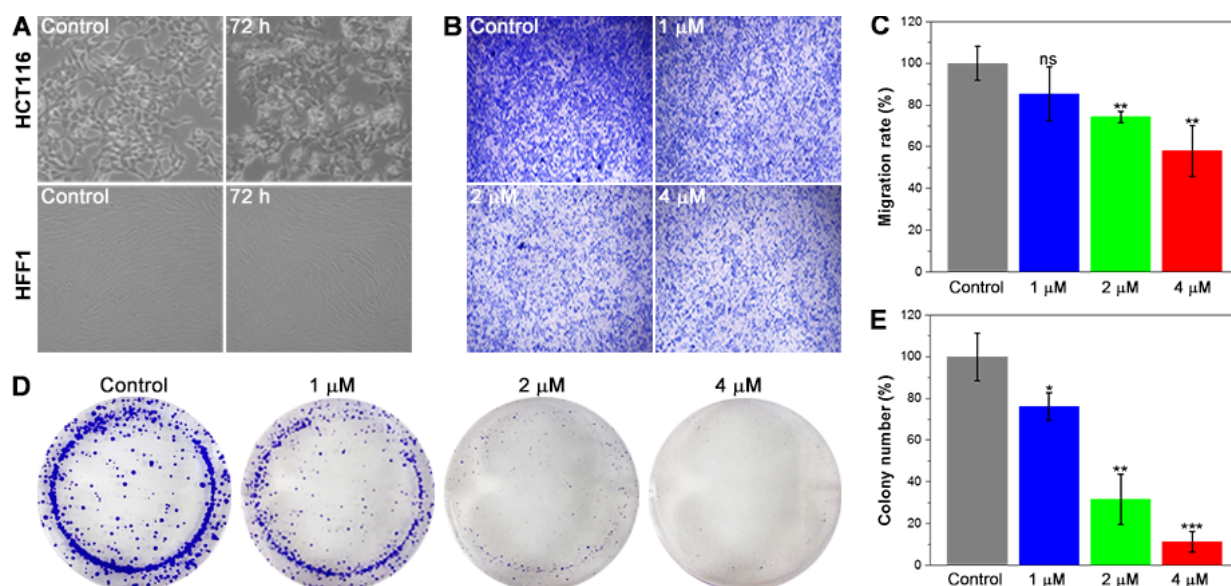 A
Control
72 h
HCT116
Control
72 h
HFF1
B
Control
1 μM
2 μM
4 μM
C
120
100
80
60
40
20
0
Migration rate (%)
ns
**
**
Control
1 μM
2 μM
4 μM
D
Control
1 μM
2 μM
4 μM
E
120
100
80
60
40
20
0
Colony number (%)
*
**
***
Control
1 μM
2 μM
4 μM